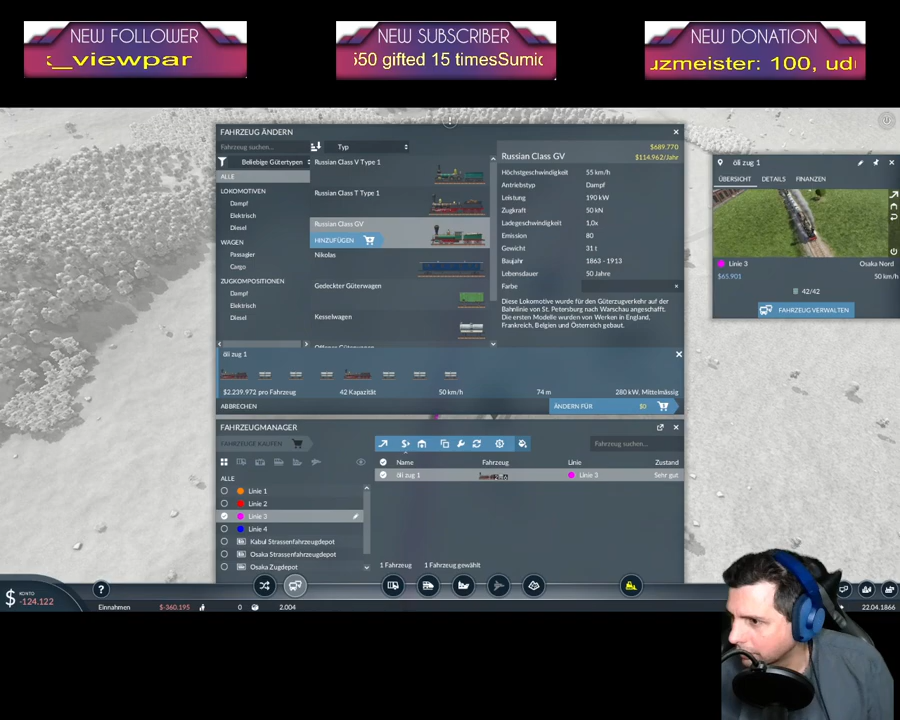 NEW FOLLOWER
k_viewpar
NEW SUBSCRIBER
550 gifted 15 timesSumic
NEW DONATION
uzmeister: 100, ud
FAHRZEUG ÄNDERN
Fahrzeug suchen...
Typ
Beliebige Gütertypen
ALLE
LOKOMOTIVEN
Dampf
Elektrisch
Diesel
WAGEN
Passagier
Cargo
ZUGKOMPOSITIONEN
Dampf
Elektrisch
Diesel
Russian Class V Type 1
Russian Class T Type 1
Russian Class GV
HINZUFÜGEN
Nikolas
Gedeckter Güterwagen
Kesselwagen
Russian Class GV
$689.770
$114.962/Jahr
Höchstgeschwindigkeit 55 km/h
Antriebstyp Dampf
Leistung 190 kW
Zugkraft 50 kN
Ladegeschwindigkeit 1,0x
Emission 80
Gewicht 31 t
Baujahr 1863 - 1913
Lebensdauer 50 Jahre
Farbe
Diese Lokomotive wurde für den Güterzugverkehr auf der
Bahnlinie von St. Petersburg nach Warschau angeschafft.
Die ersten Modelle wurden von Werken in England,
Frankreich, Belgien und Österreich gebaut.
öli zug 1
$2.239.972 pro Fahrzeug 42 Kapazität 50 km/h 74 m 280 kW, Mittelmässig
ABBRECHEN
ÄNDERN FÜR $0
öli zug 1
ÜBERSICHT DETAILS FINANZEN
Linie 3 Osaka Nord
$65.901 50 km/h
42/42
FAHRZEUG VERWALTEN
FAHRZEUGMANAGER
FAHRZEUGE KAUFEN
Fahrzeug suchen...
ALLE
Linie 1
Linie 2
Linie 3
Linie 4
Kabul Strassenfahrzeugdepot
Osaka Strassenfahrzeugdepot
Osaka Zugdepot
Name Fahrzeug Linie Zustand
öli zug 1 Linie 3 Sehr gut
1 Fahrzeug 1 Fahrzeug gewählt
$ KONTO
-124.122
Einnahmen $-360.195 0 2.004
22.04.1866